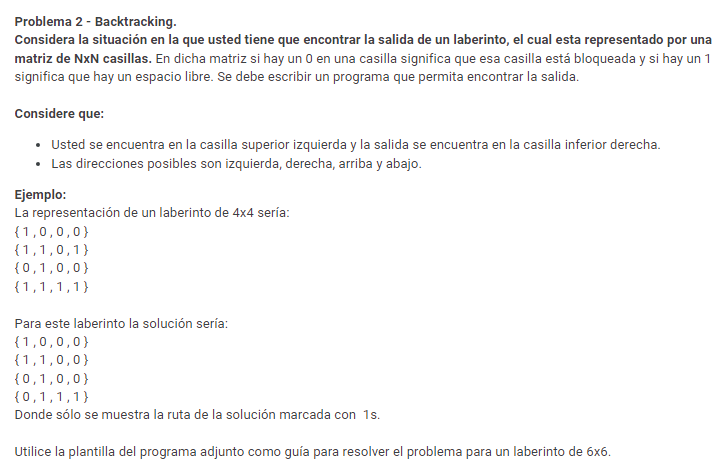 Problema 2 - Backtracking.
Considera la situación en la que usted tiene que encontrar la salida de un laberinto, el cual esta representado por una
matriz de NxN casillas. En dicha matriz si hay un 0 en una casilla significa que esa casilla está bloqueada y si hay un 1
significa que hay un espacio libre. Se debe escribir un programa que permita encontrar la salida.
Considere que:
• Usted se encuentra en la casilla superior izquierda y la salida se encuentra en la casilla inferior derecha.
• Las direcciones posibles son izquierda, derecha, arriba y abajo.
Ejemplo:
La representación de un laberinto de 4x4 sería:
{ 1 , 0 , 0 , 0 }
{ 1 , 1 , 0 , 1 }
{ 0 , 1 , 0 , 0 }
{ 1 , 1 , 1 , 1 }
Para este laberinto la solución sería:
{ 1 , 0 , 0 , 0 }
{ 1 , 1 , 0 , 0 }
{ 0 , 1 , 0 , 0 }
{ 0 , 1 , 1 , 1 }
Donde sólo se muestra la ruta de la solución marcada con 1s.
Utilice la plantilla del programa adjunto como guía para resolver el problema para un laberinto de 6x6.